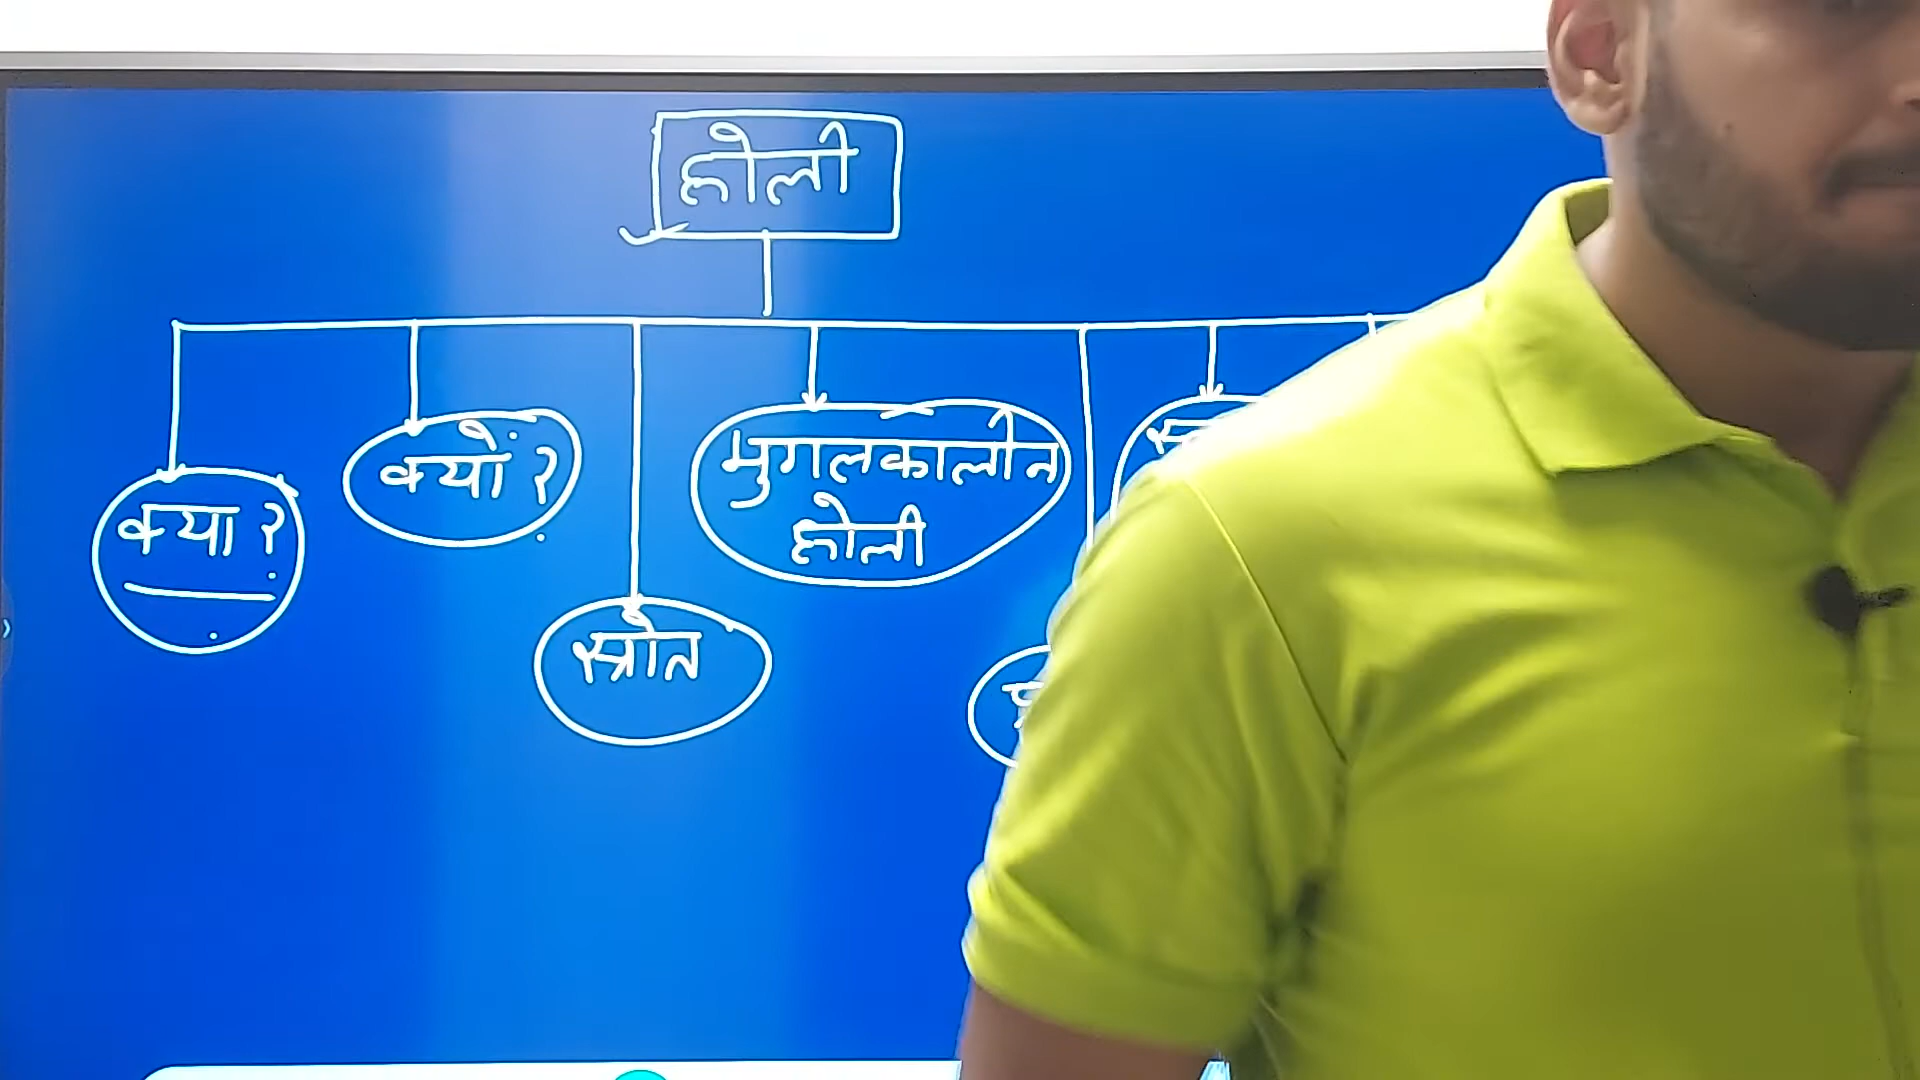 होली
क्या ?
क्यों ?
स्त्रोत
मुगलकालीन
होली